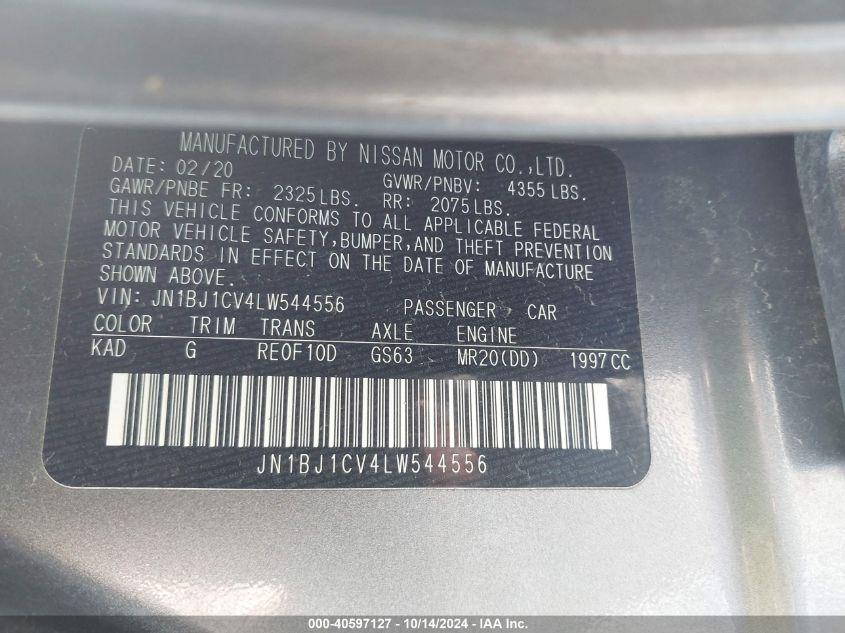 MANUFACTURED BY NISSAN MOTOR CO.,LTD.
DATE: 02/20 GVWR/PNBV: 4355 LBS.
GAWR/PNBE FR: 2325LBS. RR: 2075LBS.
THIS VEHICLE CONFORMS TO ALL APPLICABLE FEDERAL
MOTOR VEHICLE SAFETY,BUMPER,AND THEFT PREVENTION
STANDARDS IN EFFECT ON THE DATE OF MANUFACTURE
SHOWN ABOVE.
VIN: JN1BJ1CV4LW544556 PASSENGER CAR
COLOR TRIM TRANS AXLE ENGINE
KAD G RE0F10D GS63 MR20(DD) 1997CC
JN1BJ1CV4LW544556
000-40597127 - 10/14/2024 - IAA Inc.